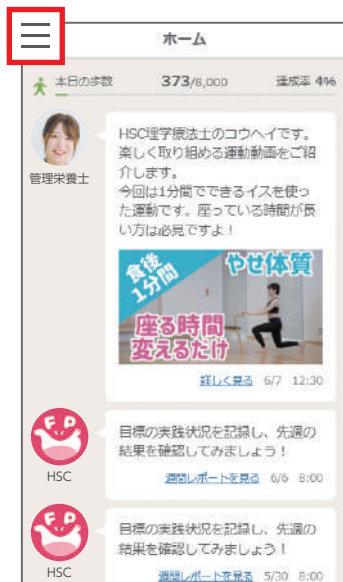 ホーム
本日の歩数 373/8,000 達成率 4%
管理栄養士
HSC理学療法士のコウヘイです。
楽しく取り組める運動動画をご紹
介します。
今回は1分間でできるイスを使っ
た運動です。座っている時間が長
い方は必見ですよ！
食後
1分間
やせ体質
座る時間
変えるだけ
詳しく見る 6/7 12:30
FP
HSC
目標の実践状況を記録し、先週の
結果を確認してみましょう！
週間レポートを見る 6/6 8:00
FP
HSC
目標の実践状況を記録し、先週の
結果を確認してみましょう！
週間レポートを見る 5/30 8:00